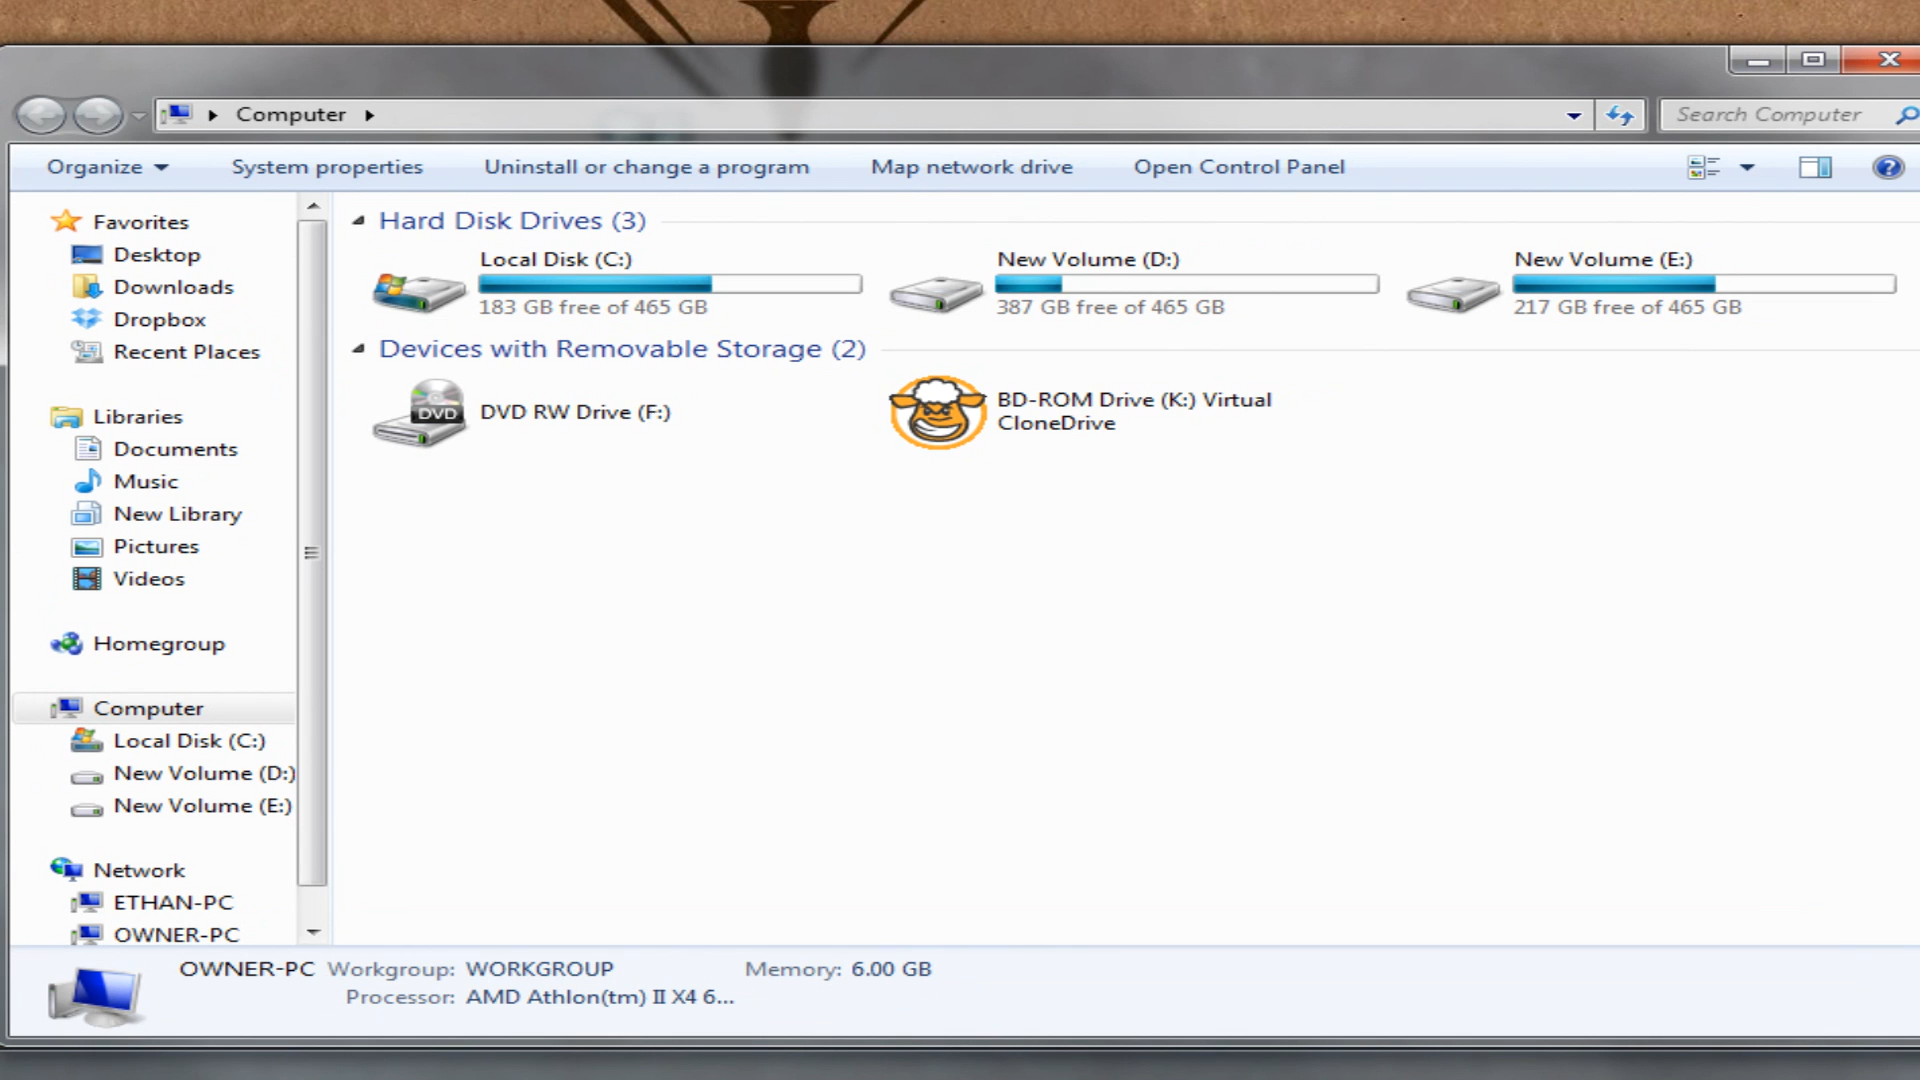 Computer
Search Computer
Organize
System properties
Uninstall or change a program
Map network drive
Open Control Panel
Favorites
Desktop
Downloads
Dropbox
Recent Places
Libraries
Documents
Music
New Library
Pictures
Videos
Homegroup
Computer
Local Disk (C:)
New Volume (D:)
New Volume (E:)
Network
ETHAN-PC
OWNER-PC
Hard Disk Drives (3)
Local Disk (C:)
183 GB free of 465 GB
New Volume (D:)
387 GB free of 465 GB
New Volume (E:)
217 GB free of 465 GB
Devices with Removable Storage (2)
DVD
DVD RW Drive (F:)
BD-ROM Drive (K:) Virtual
CloneDrive
OWNER-PC Workgroup: WORKGROUP Memory: 6.00 GB
Processor: AMD Athlon(tm) II X4 6...